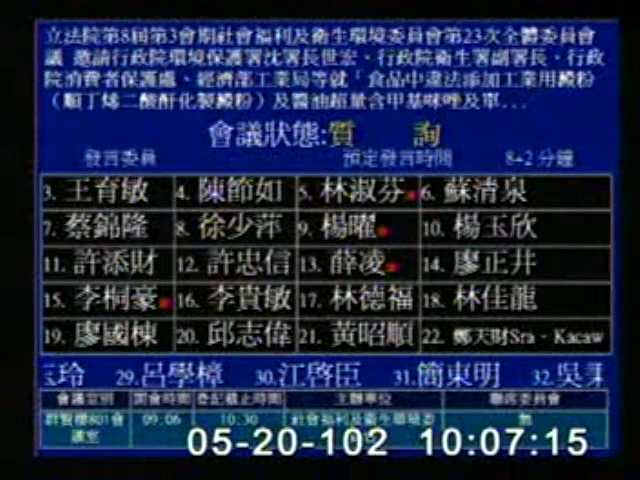 立法院第8屆第3會期社會福利及衛生環境委員會第23次全體委員會
議 邀請行政院環境保護署沈署長世宏、行政院衛生署副署長、行政
院消費者保護處、經濟部工業局等就「食品中違法添加工業用澱粉
（順丁烯二酸酐化製澱粉）及醬油超量含甲基咪唑及單...
會議狀態:質 詢
發言委員 預定發言時間 8+2 分鐘
3. 王育敏 4. 陳節如 5. 林淑芬 6. 蘇清泉
7. 蔡錦隆 8. 徐少萍 9. 楊曜 10. 楊玉欣
11. 許添財 12. 許忠信 13. 薛凌 14. 廖正井
15. 李桐豪 16. 李貴敏 17. 林德福 18. 林佳龍
19. 廖國棟 20. 邱志偉 21. 黃昭順 22. 鄭天財Sra．Kacaw
玲 29.呂學樟 30.江啓臣 31.簡東明 32.吳
會議室別 開會時間 登記截止時間 主辦單位 聯席委員會
群賢樓801會 09:06 10:30 社會福利及衛生環境委 無
議室
05-20-102 10:07:15